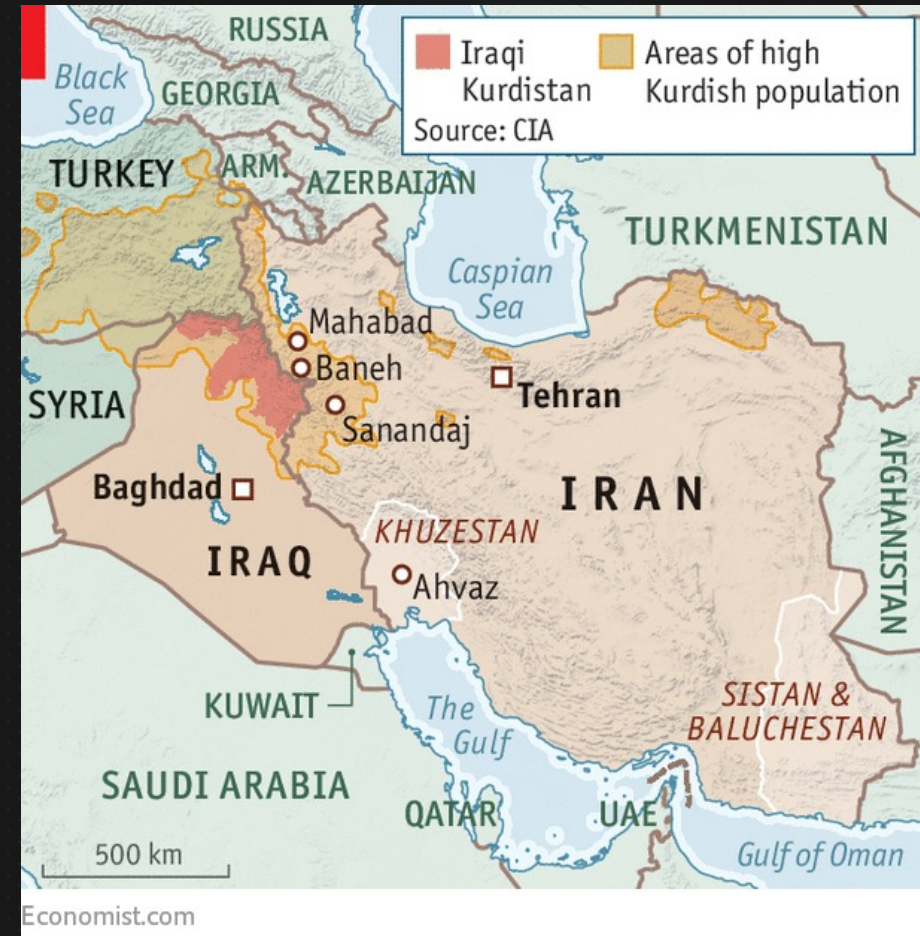 Iraqi
Kurdistan
Areas of high
Kurdish population
Source: CIA
RUSSIA
Black
Sea
GEORGIA
TURKEY
ARM.
AZERBAIJAN
TURKMENISTAN
Caspian
Sea
Mahabad
Baneh
Tehran
SYRIA
Sanandaj
AFGHANISTAN
Baghdad
IRAN
KHUZESTAN
IRAQ
Ahvaz
KUWAIT
SISTAN &
BALUCHESTAN
The
Gulf
SAUDI ARABIA
QATAR
UAE
500 km
Gulf of Oman
Economist.com